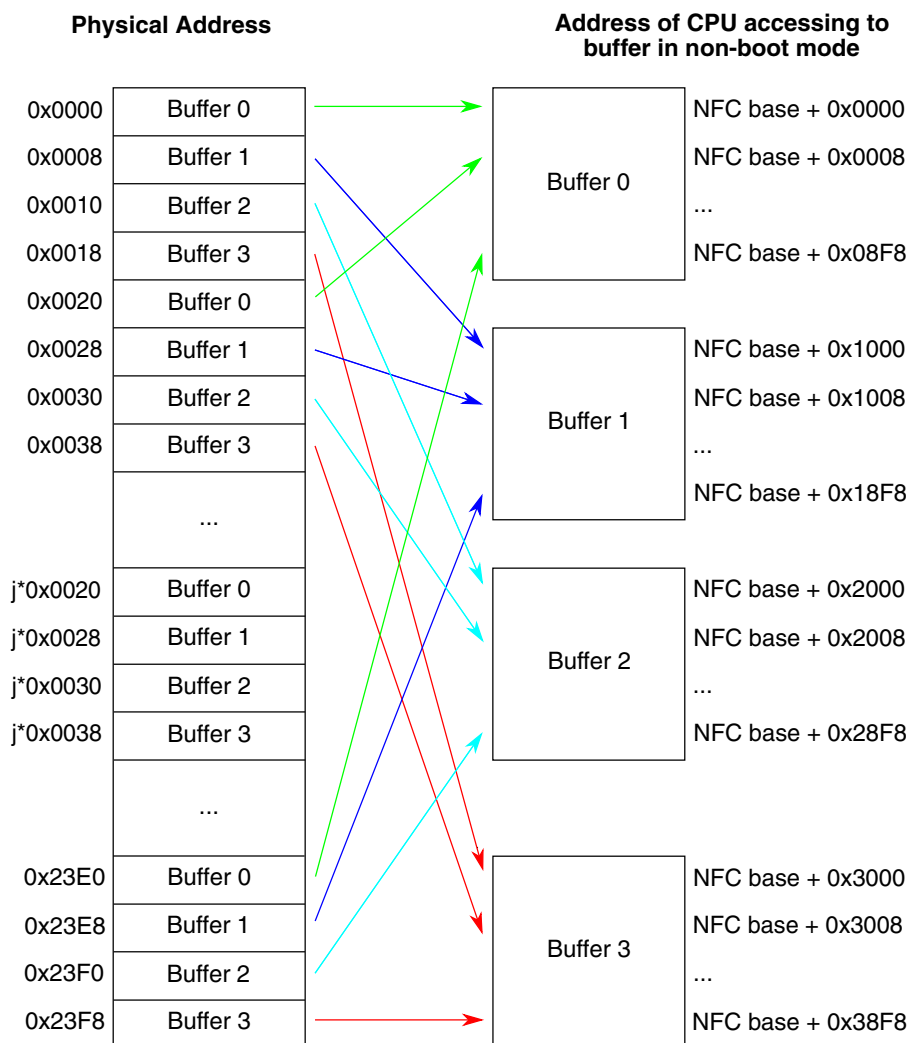 Physical Address
Address of CPU accessing to
buffer in non-boot mode
0x0000 Buffer 0
0x0008 Buffer 1
0x0010 Buffer 2
0x0018 Buffer 3
0x0020 Buffer 0
0x0028 Buffer 1
0x0030 Buffer 2
0x0038 Buffer 3
...
j*0x0020 Buffer 0
j*0x0028 Buffer 1
j*0x0030 Buffer 2
j*0x0038 Buffer 3
...
0x23E0 Buffer 0
0x23E8 Buffer 1
0x23F0 Buffer 2
0x23F8 Buffer 3
Buffer 0
NFC base + 0x0000
NFC base + 0x0008
...
NFC base + 0x08F8
Buffer 1
NFC base + 0x1000
NFC base + 0x1008
...
NFC base + 0x18F8
Buffer 2
NFC base + 0x2000
NFC base + 0x2008
...
NFC base + 0x28F8
Buffer 3
NFC base + 0x3000
NFC base + 0x3008
...
NFC base + 0x38F8